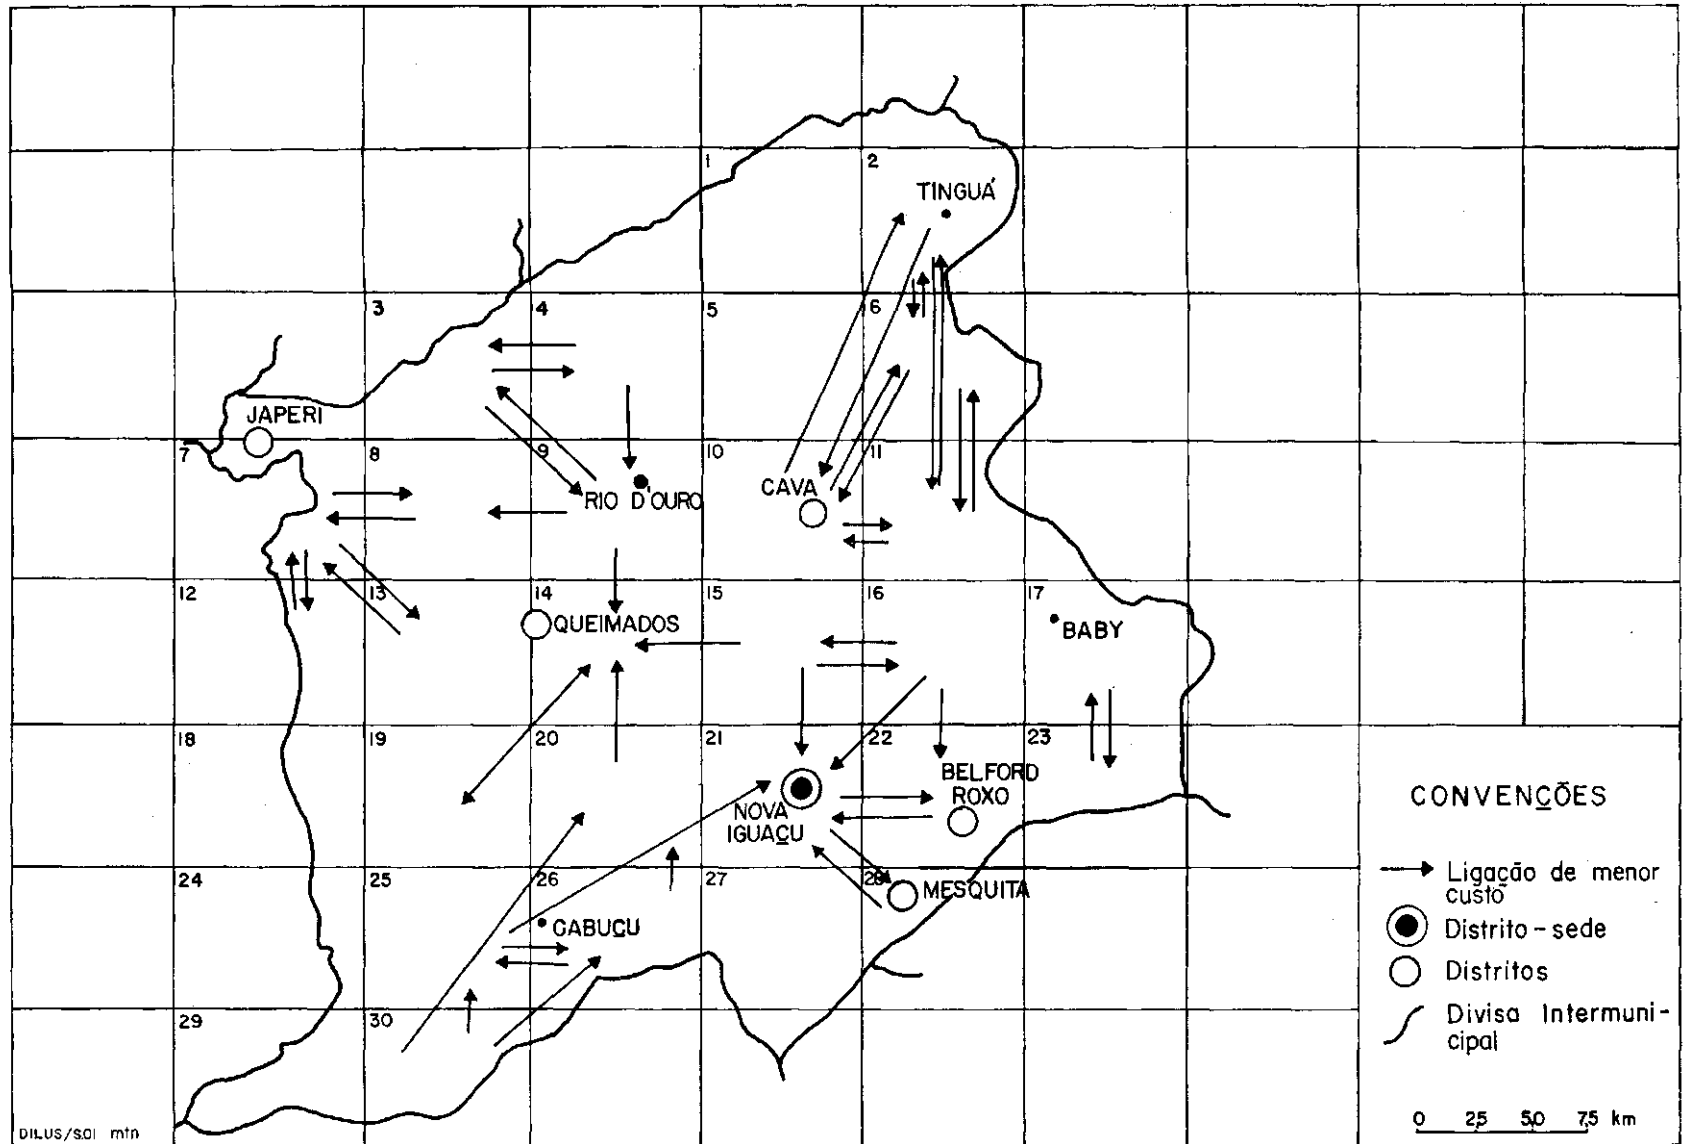 1
2
TINGUÁ
3
4
5
6
JAPERI
7
8
9
10
11
CAVA
RIO D'OURO
12
13
14
15
16
17
QUEIMADOS
BABY
18
19
20
21
22
23
BELFORD
ROXO
NOVA
IGUAÇU
24
25
26
27
28
MESQUITA
CABUÇU
29
30
CONVENÇÕES
Ligação de menor
custo
Distrito-sede
Distritos
Divisa Intermuni-
cipal
0 2,5 5,0 7,5 km
DILUS/S.01 mtn